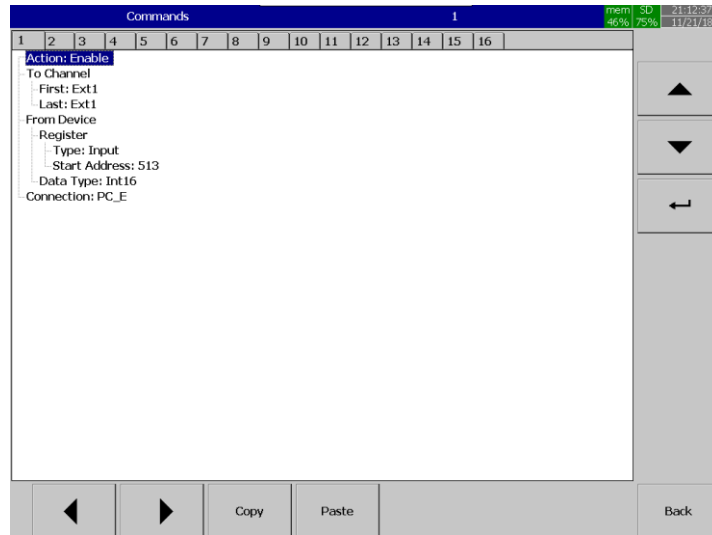 Commands 1 mem SD 21:12:37
46% 75% 11/21/18
1 2 3 4 5 6 7 8 9 10 11 12 13 14 15 16
Action: Enable
To Channel
First: Ext1
Last: Ext1
From Device
Register
Type: Input
Start Address: 513
Data Type: Int16
Connection: PC_E
Copy Paste Back